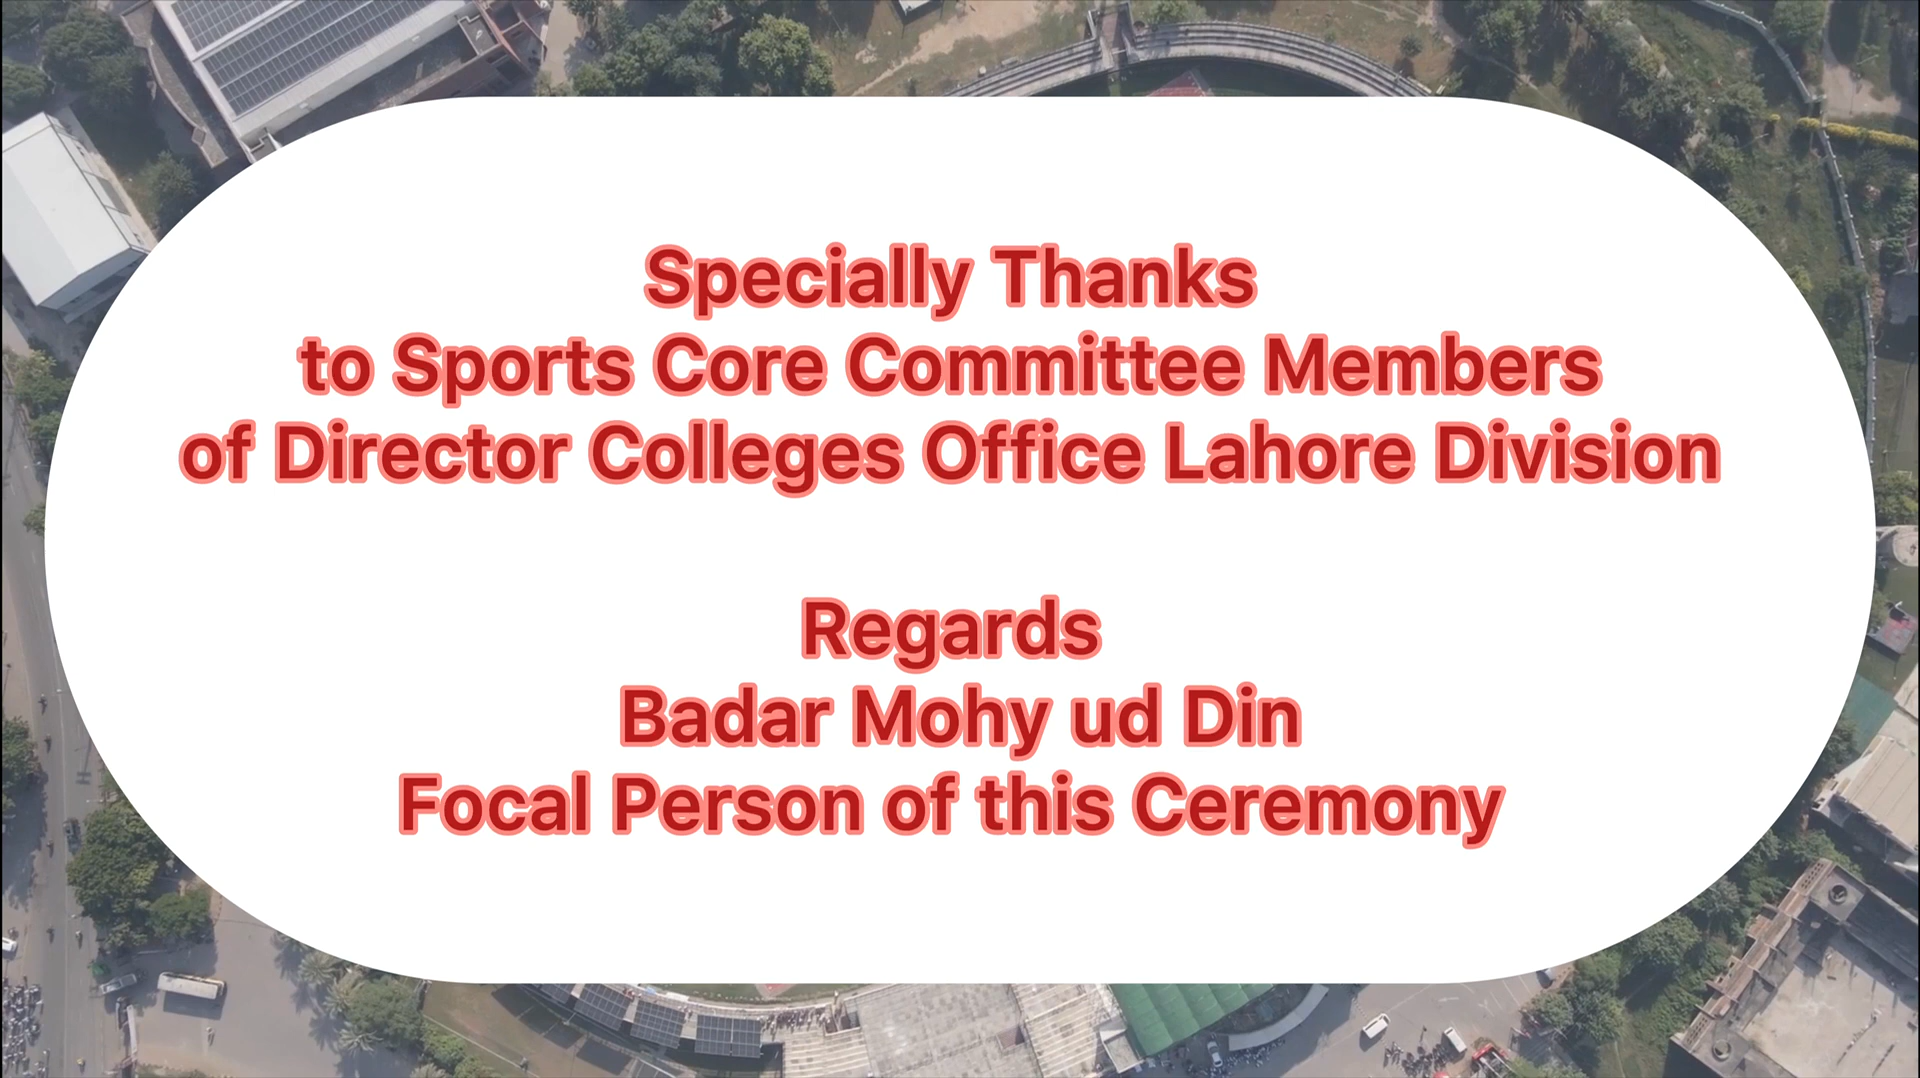 Specially Thanks
to Sports Core Committee Members
of Director Colleges Office Lahore Division
Regards
Badar Mohy ud Din
Focal Person of this Ceremony